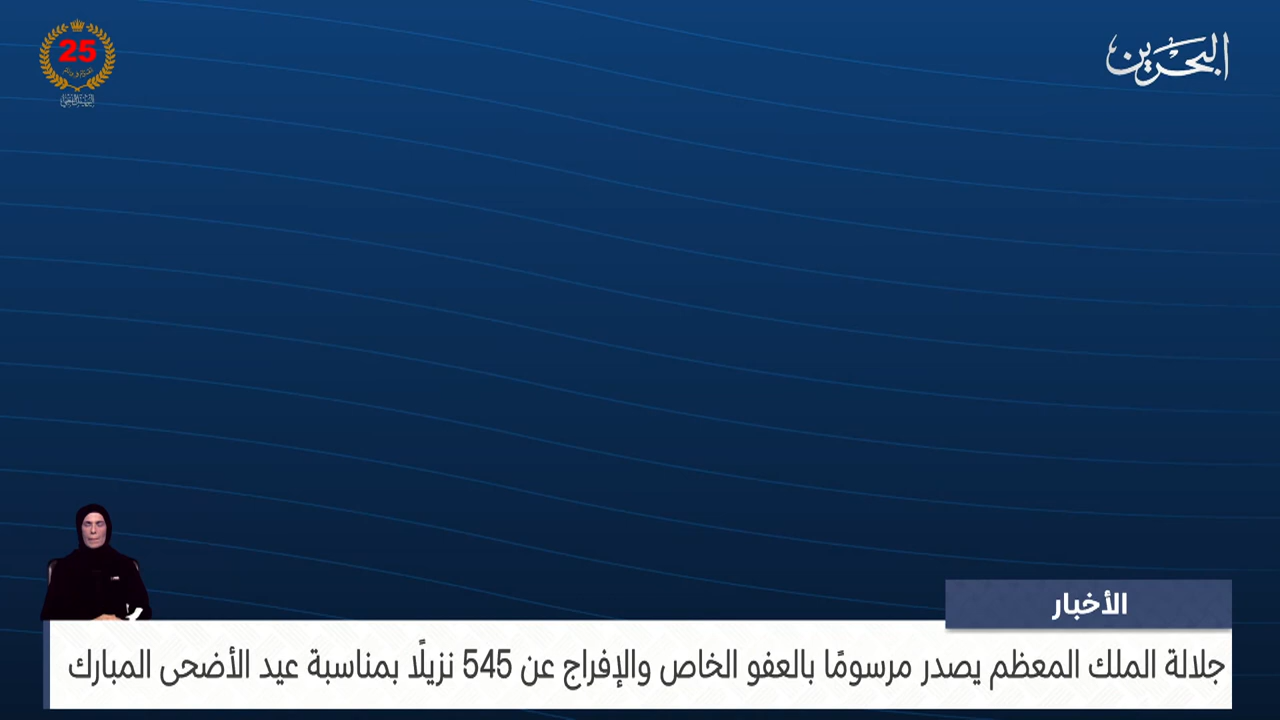 البحرين
25
الأخبار
جلالة الملك المعظم يصدر مرسومًا بالعفو الخاص والإفراج عن 545 نزيلًا بمناسبة عيد الأضحى المبارك